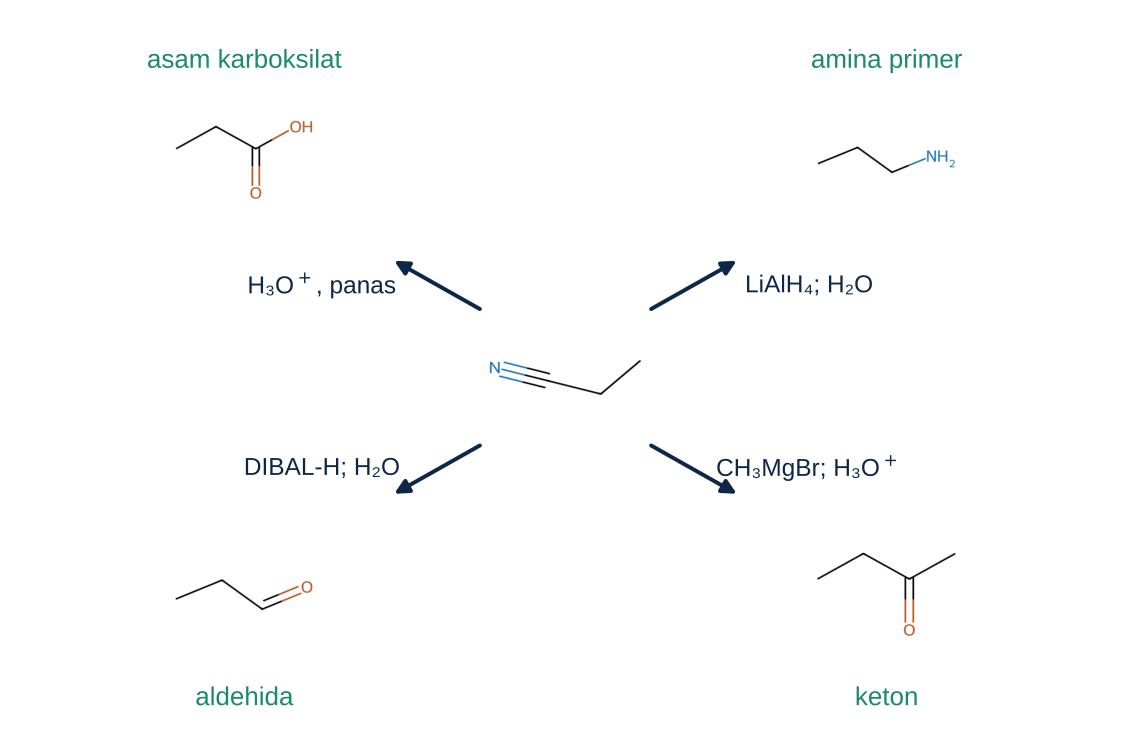 asam karboksilat
amina primer
OH
O
NH₂
H₃O⁺, panas
LiAlH₄; H₂O
N
DIBAL-H; H₂O
CH₃MgBr; H₃O⁺
O
O
aldehida
keton